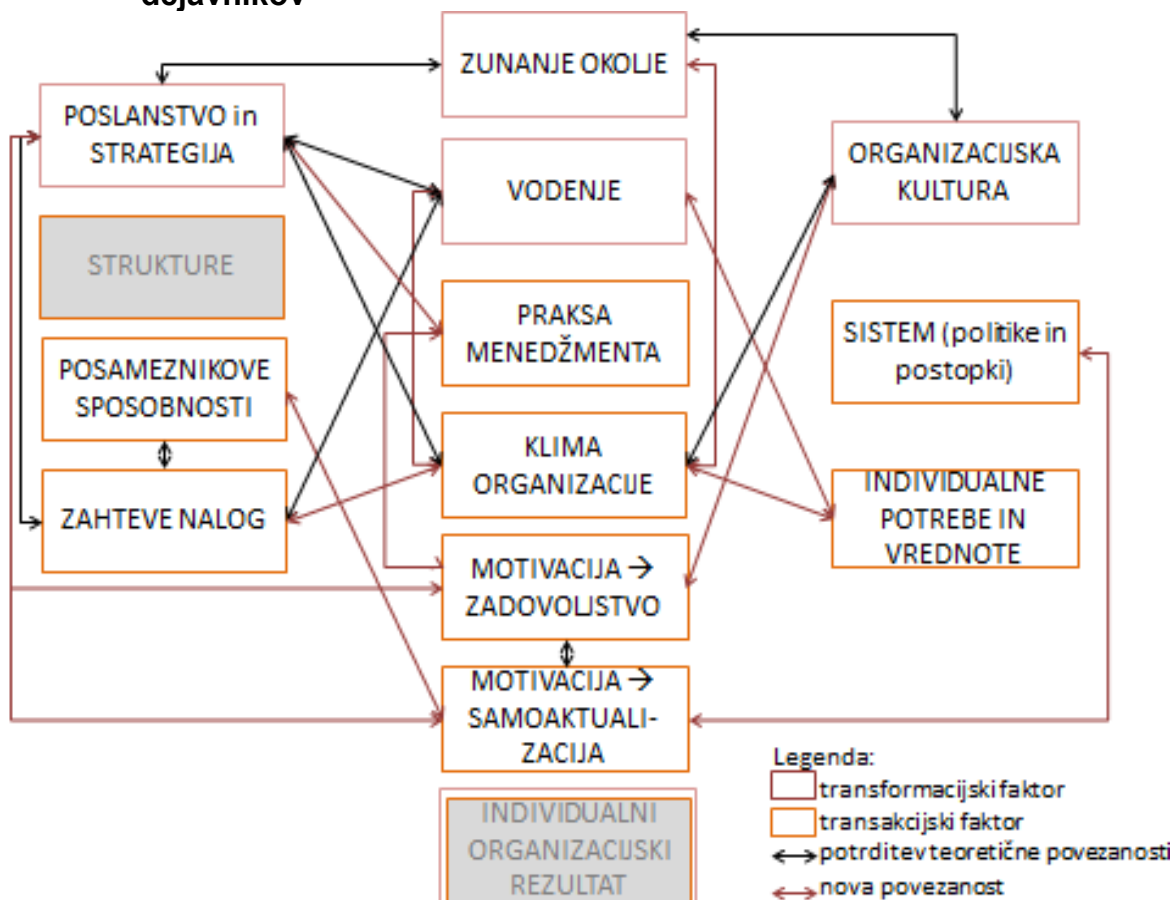 dejavnikov
ZUNANJE OKOLJE
POSLANSTVO in
STRATEGIJA
ORGANIZACIJSKA
KULTURA
VODENJE
STRUKTURE
PRAKSA
MENEDŽMENTA
SISTEM (politike in
postopki)
POSAMEZNIKOVE
SPOSOBNOSTI
KLIMA
ORGANIZACIJE
ZAHTEVE NALOG
INDIVIDUALNE
POTREBE IN
VREDNOTE
MOTIVACIJA →
ZADOVOLJSTVO
MOTIVACIJA →
SAMOAKTUALI-
ZACIJA
INDIVIDUALNI
ORGANIZACIJSKI
REZULTAT
Legenda:
transformacijski faktor
transakcijski faktor
potrditev teoretične povezanosti
nova povezanost